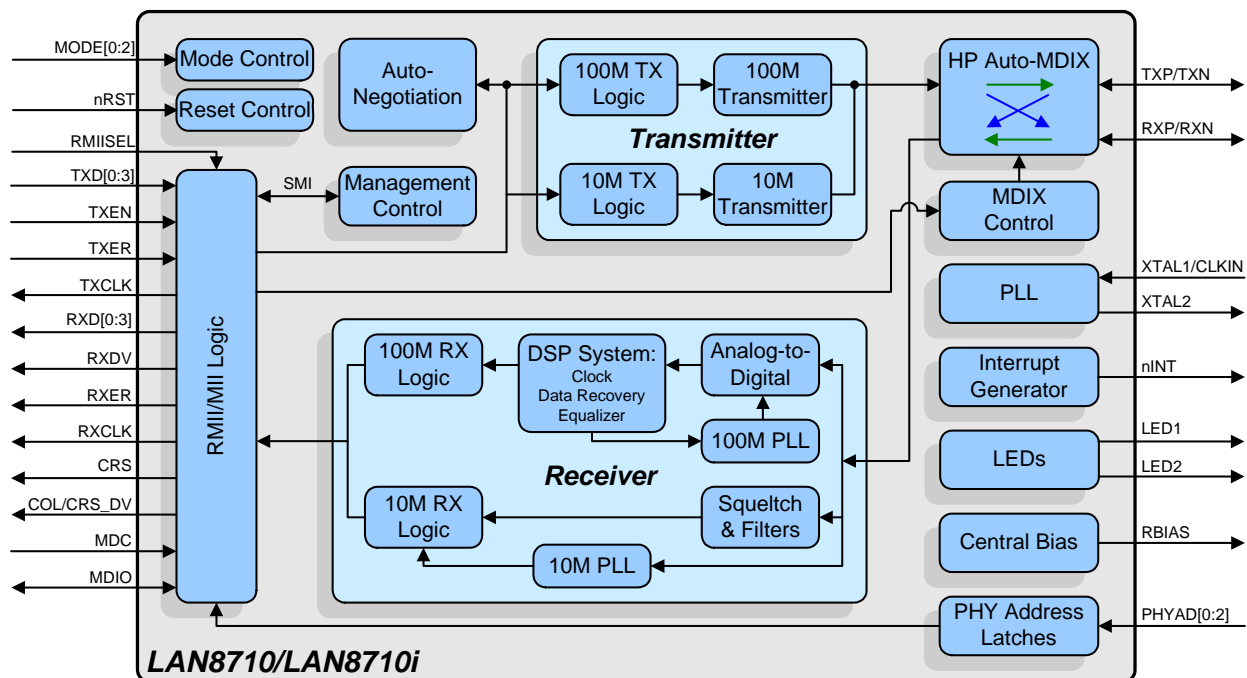 MODE[0:2]
nRST
RMIISEL
TXD[0:3]
TXEN
TXER
TXCLK
RXD[0:3]
RXDV
RXER
RXCLK
CRS
COL/CRS_DV
MDC
MDIO
Mode Control
Reset Control
RMII/MII Logic
SMI
Auto-
Negotiation
Management
Control
100M TX
Logic
100M
Transmitter
Transmitter
10M TX
Logic
10M
Transmitter
100M RX
Logic
DSP System:
Clock
Data Recovery
Equalizer
Analog-to-
Digital
100M PLL
Receiver
10M RX
Logic
Squeltch
& Filters
10M PLL
HP Auto-MDIX
MDIX
Control
PLL
Interrupt
Generator
LEDs
Central Bias
PHY Address
Latches
TXP/TXN
RXP/RXN
XTAL1/CLKIN
XTAL2
nINT
LED1
LED2
RBIAS
PHYAD[0:2]
LAN8710/LAN8710i